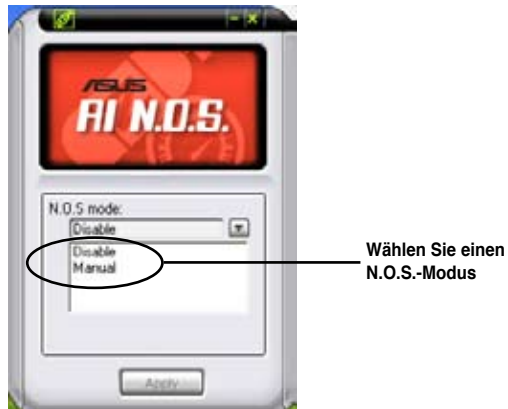 ASUS
AI N.O.S.
N.O.S mode:
Disable
Disable
Manual
Wählen Sie einen
N.O.S.-Modus
Apply